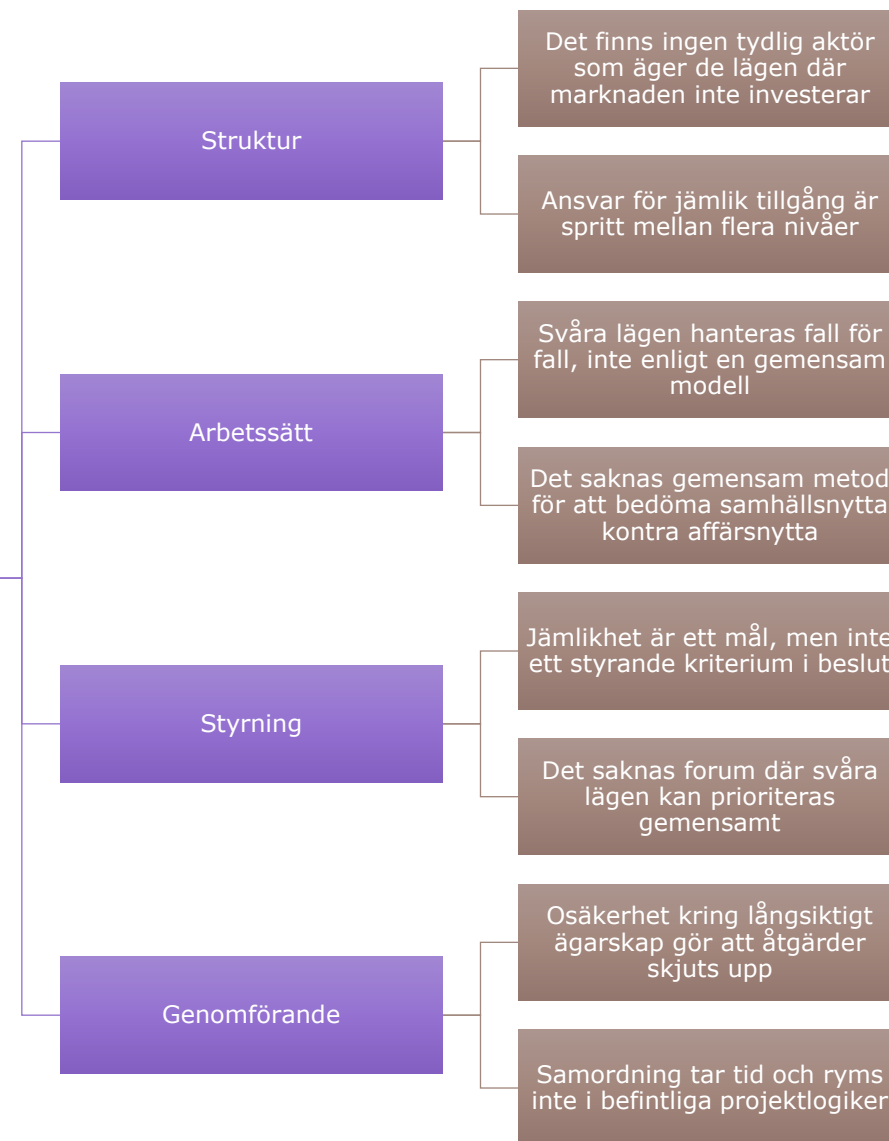 Struktur
Det finns ingen tydlig aktör
som äger de lägen där
marknaden inte investerar
Ansvar för jämlik tillgång är
spritt mellan flera nivåer
Arbetssätt
Svåra lägen hanteras fall för
fall, inte enligt en gemensam
modell
Det saknas gemensam metod
för att bedöma samhällsnytta
kontra affärsnytta
Styrning
Jämlikhet är ett mål, men inte
ett styrande kriterium i beslut
Det saknas forum där svåra
lägen kan prioriteras
gemensamt
Genomförande
Osäkerhet kring långsiktigt
ägarskap gör att åtgärder
skjuts upp
Samordning tar tid och ryms
inte i befintliga projektlogiker